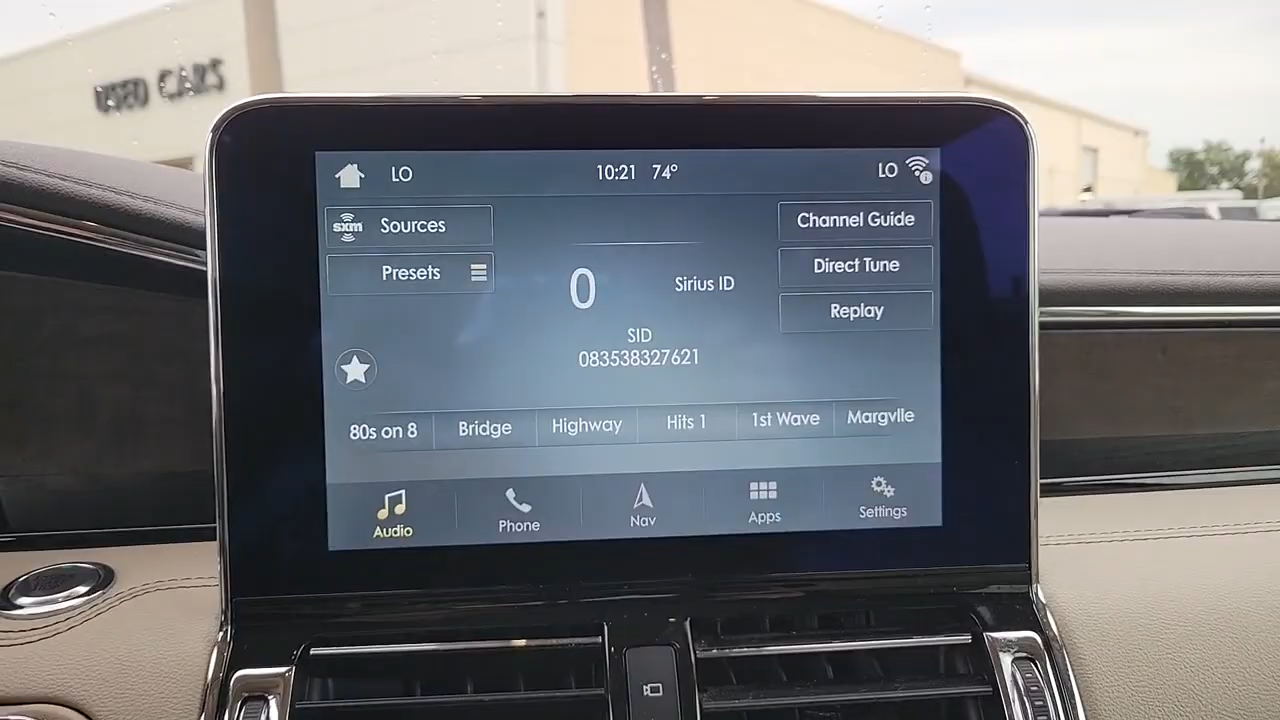 USED CARS
LO
10:21 74°
LO
sxm Sources
Presets
0
Sirius ID
SID
083538327621
Channel Guide
Direct Tune
Replay
80s on 8
Bridge
Highway
Hits 1
1st Wave
Margvlle
Audio
Phone
Nav
Apps
Settings